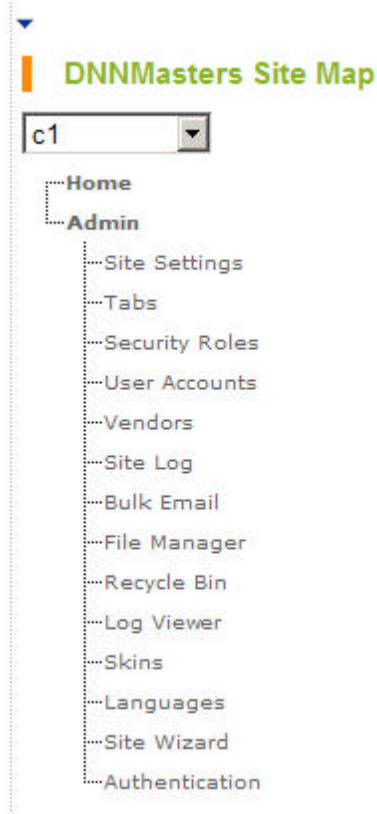 DNNMasters Site Map
c1
Home
Admin
Site Settings
Tabs
Security Roles
User Accounts
Vendors
Site Log
Bulk Email
File Manager
Recycle Bin
Log Viewer
Skins
Languages
Site Wizard
Authentication